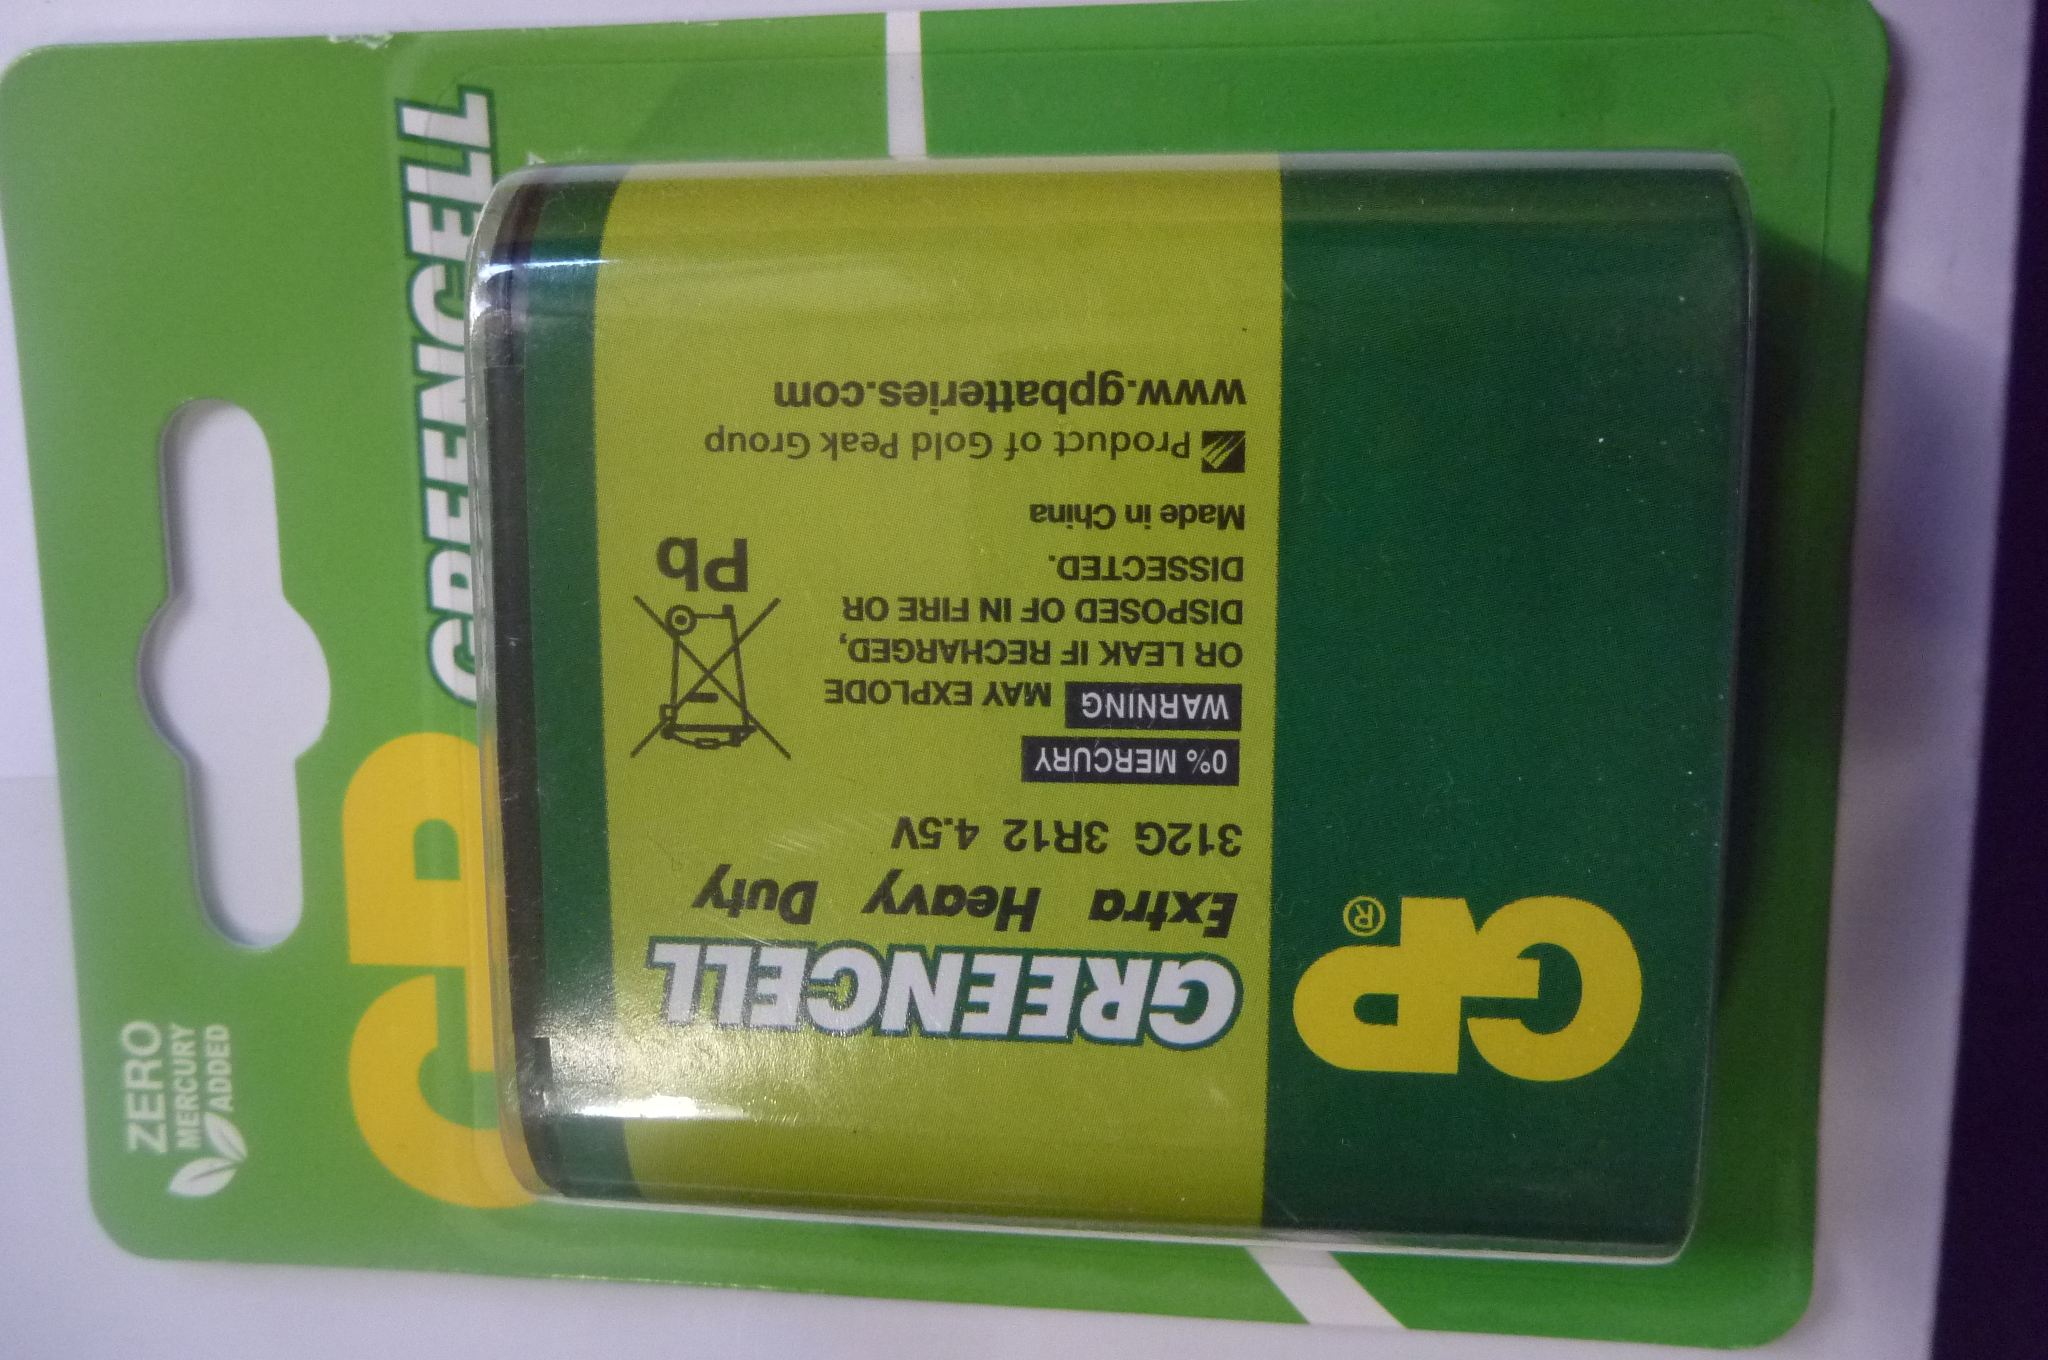 GP
GREENCELL
ZERO
MERCURY
ADDED
GP®
GREENCELL
Extra Heavy Duty
312G 3R12 4.5V
0% MERCURY
WARNING MAY EXPLODE
OR LEAK IF RECHARGED,
DISPOSED OF IN FIRE OR
DISSECTED.
Pb
Made in China
Product of Gold Peak Group
www.gpbatteries.com